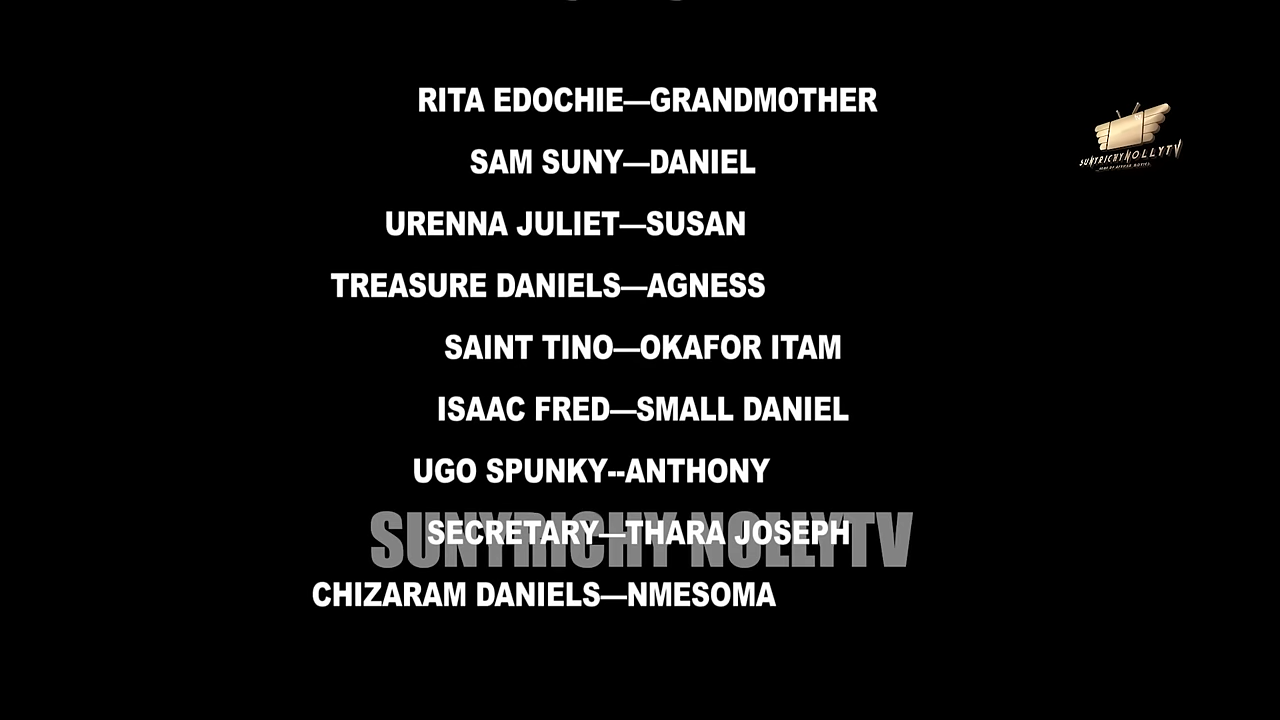 RITA EDOCHIE—GRANDMOTHER
SAM SUNY—DANIEL
SUNYRICHYNOLLYTV
URENNA JULIET—SUSAN
TREASURE DANIELS—AGNESS
SAINT TINO—OKAFOR ITAM
ISAAC FRED—SMALL DANIEL
UGO SPUNKY--ANTHONY
SECRETARY—THARA JOSEPH
SUNYRICHY NOLLYTV
CHIZARAM DANIELS—NMESOMA